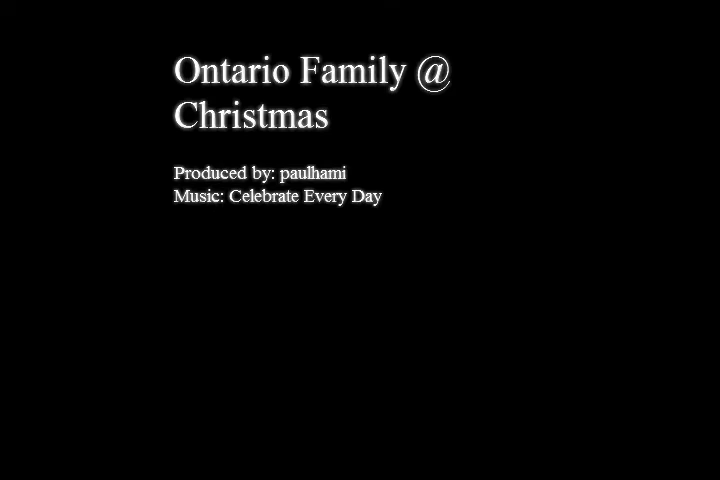 Ontario Family @
Christmas
Produced by: paulhami
Music: Celebrate Every Day